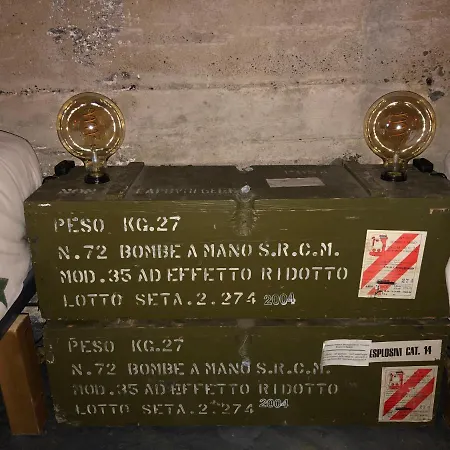 PESO KG.27
N.72 BOMBE A MANO S.R.C.M.
MOD.35 AD EFFETTO RIDOTTO
LOTTO SETA.2.274 2004
PESO KG.27
N.72 BOMBE A MANO S.R.C.M.
MOD.35 AD EFFETTO RIDOTTO
LOTTO SETA.2.274 2004
ESPLOSIVI CAT. 14